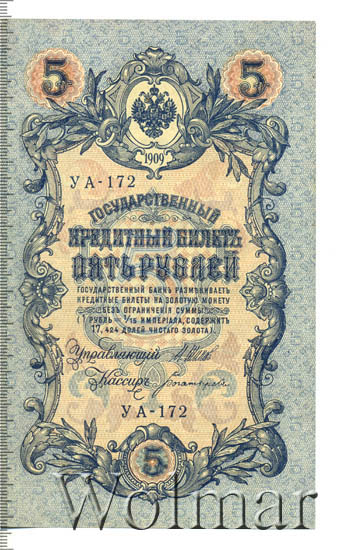 5 5
1909
УА-172
ГОСУДАРСТВЕННЫЙ
КРЕДИТНЫЙ БИЛЕТЪ
ПЯТЬ РУБЛЕЙ
ГОСУДАРСТВЕННЫЙ БАНКЪ РАЗМѢНИВАЕТЪ
КРЕДИТНЫЕ БИЛЕТЫ НА ЗОЛОТУЮ МОНЕТУ
БЕЗЪ ОГРАНИЧЕНІЯ СУММЫ
(1 РУБЛЬ = 1/15 ИМПЕРІАЛА, СОДЕРЖИТЪ
17,424 ДОЛЕЙ ЧИСТАГО ЗОЛОТА)
Управляющій
Кассиръ
УА-172
5
Wolmar